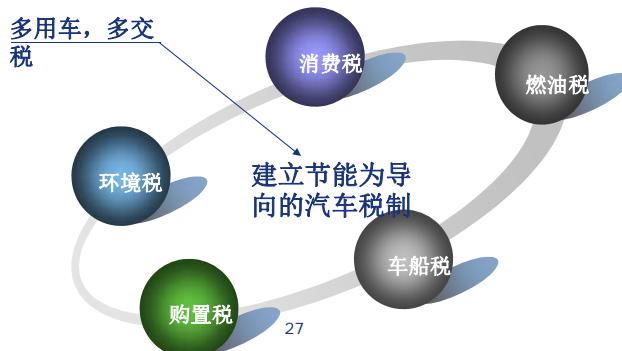 多用车，多交
税
消费税
燃油税
环境税
建立节能为导
向的汽车税制
车船税
购置税
27